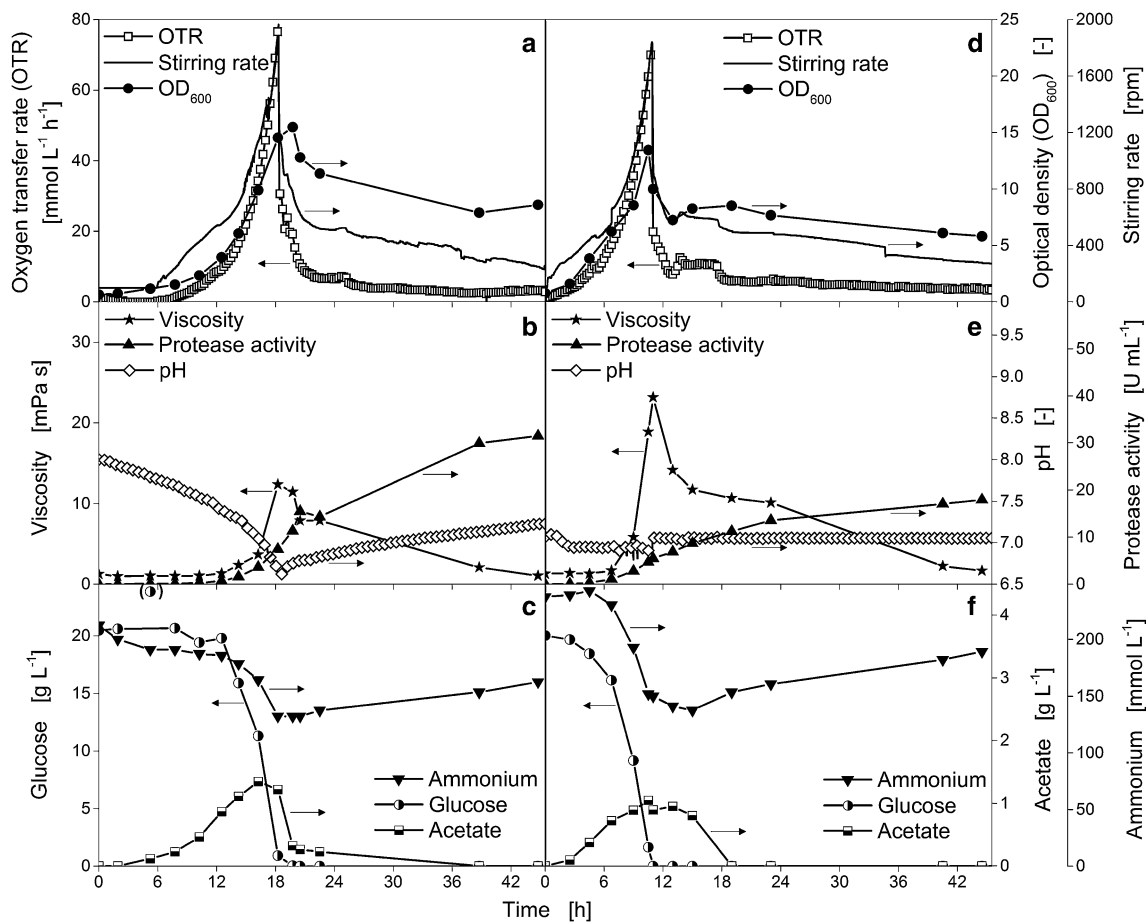 80
60
40
20
0
Oxygen transfer rate (OTR)
[mmol L-1 h-1]
OTR
Stirring rate
OD600
a
OTR
Stirring rate
OD600
d
25
20
15
10
5
0
Optical density (OD600) [-]
2000
1600
1200
800
400
0
Stirring rate [rpm]
30
20
10
0
Viscosity [mPa s]
Viscosity
Protease activity
pH
b
Viscosity
Protease activity
pH
e
9.5
9.0
8.5
8.0
7.5
7.0
6.5
pH [-]
50
40
30
20
10
0
Protease activity [U mL-1]
20
15
10
5
0
Glucose [g L-1]
( )
c
Ammonium
Glucose
Acetate
f
Ammonium
Glucose
Acetate
4
3
2
1
0
Acetate [g L-1]
200
150
100
50
0
Ammonium [mmol L-1]
0 6 12 18 24 30 36 42 0 6 12 18 24 30 36 42
Time [h]